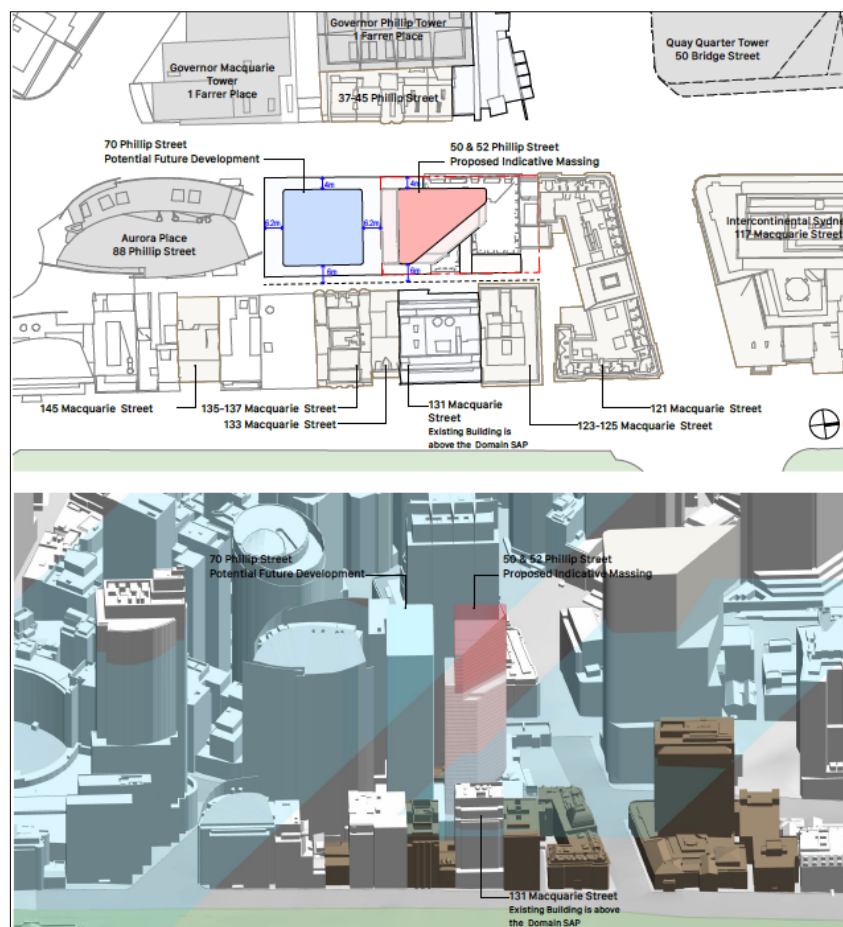 Governor Phillip Tower
1 Farrer Place
Quay Quarter Tower
50 Bridge Street
Governor Macquarie
Tower
1 Farrer Place
37-45 Phillip Street
70 Phillip Street
Potential Future Development
50 & 52 Phillip Street
Proposed Indicative Massing
4m
4m
6.2m
6.2m
Intercontinental Sydne
117 Macquarie Street
Aurora Place
88 Phillip Street
6m
6m
145 Macquarie Street
135-137 Macquarie Street
133 Macquarie Street
131 Macquarie
Street
Existing Building is
above the Domain SAP
121 Macquarie Street
123-125 Macquarie Street
70 Phillip Street
Potential Future Development
50 & 52 Phillip Street
Proposed Indicative Massing
131 Macquarie Street
Existing Building is above
the Domain SAP